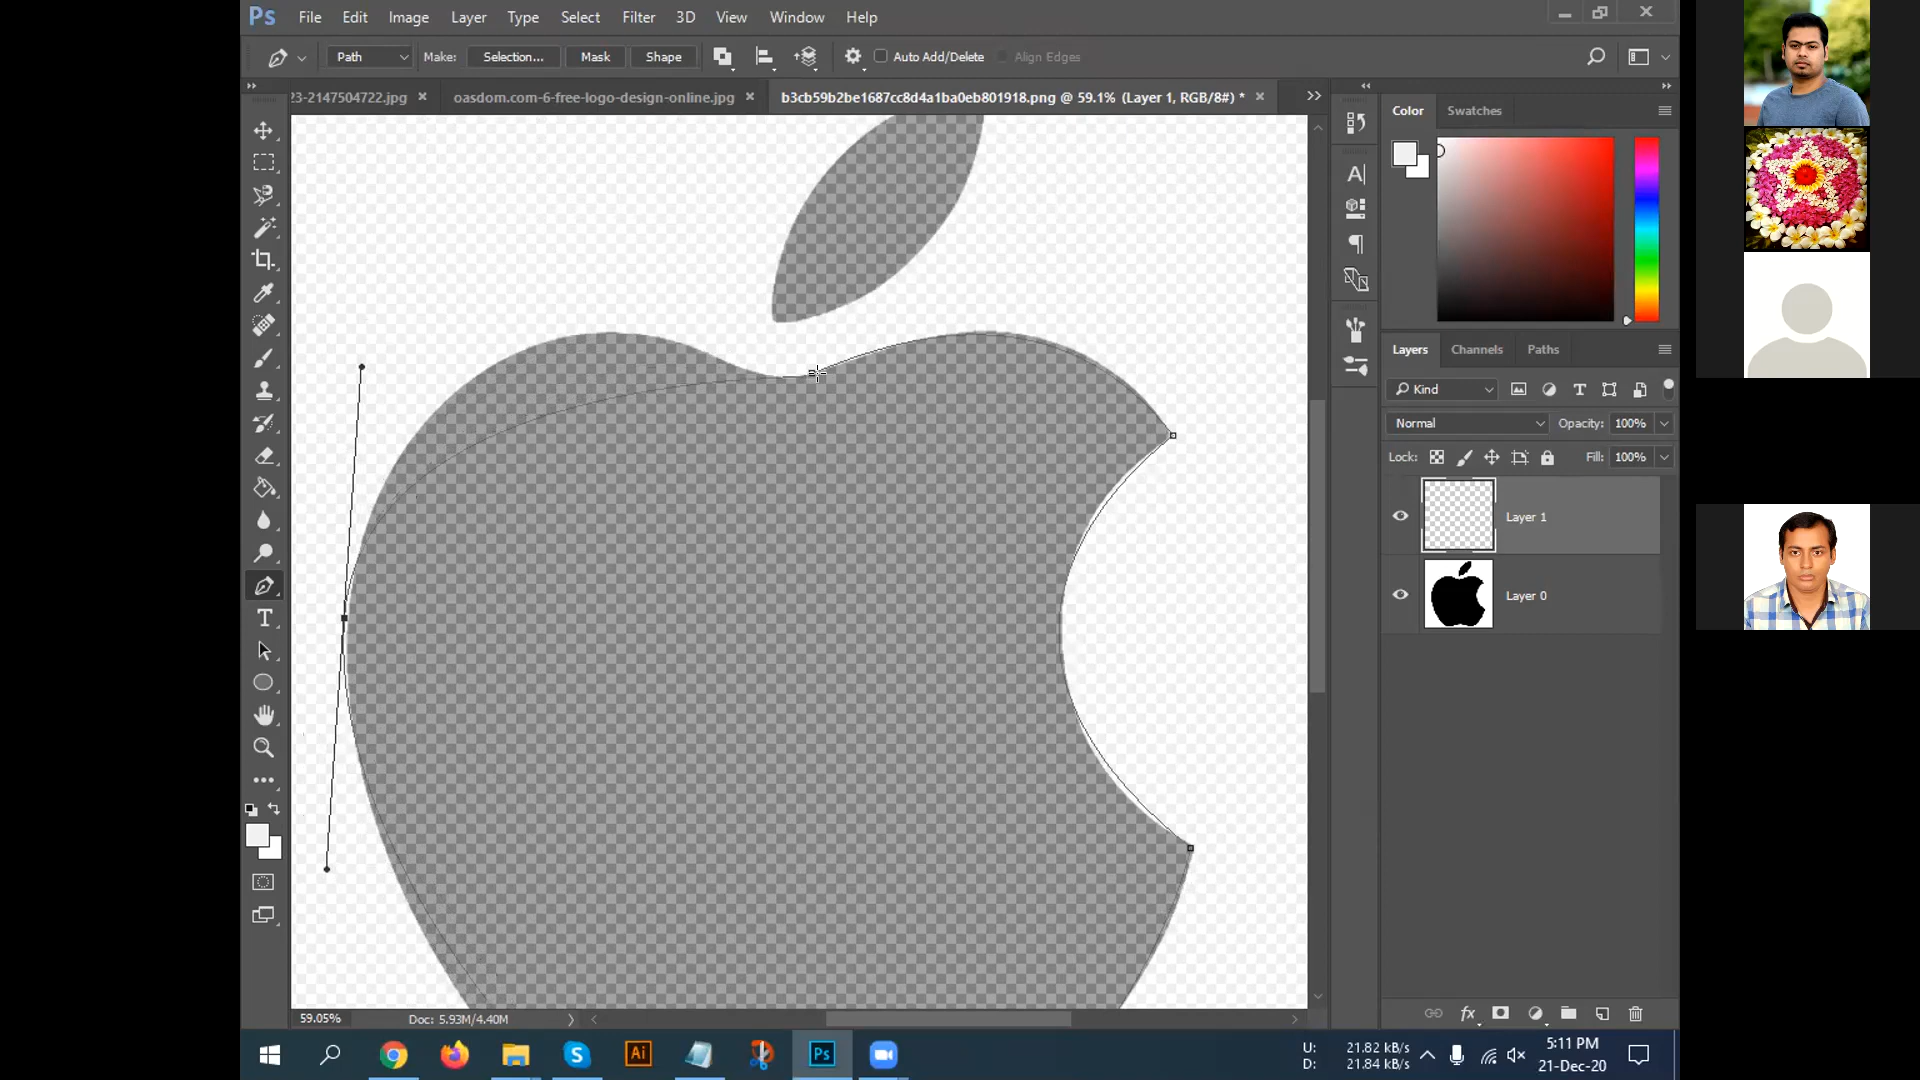 Ps File Edit Image Layer Type Select Filter 3D View Window Help
Path Make: Selection... Mask Shape Auto Add/Delete Align Edges
23-2147504722.jpg × oasdom.com-6-free-logo-design-online.jpg × b3cb59b2be1687cc8d4a1ba0eb801918.png @ 59.1% (Layer 1, RGB/8#) * ×
Color Swatches
Layers Channels Paths
Kind
Normal Opacity: 100%
Lock: Fill: 100%
Layer 1
Layer 0
59.05% Doc: 5.93M/4.40M
Ai Ps
U: 21.82 kB/s
D: 21.84 kB/s
5:11 PM
21-Dec-20